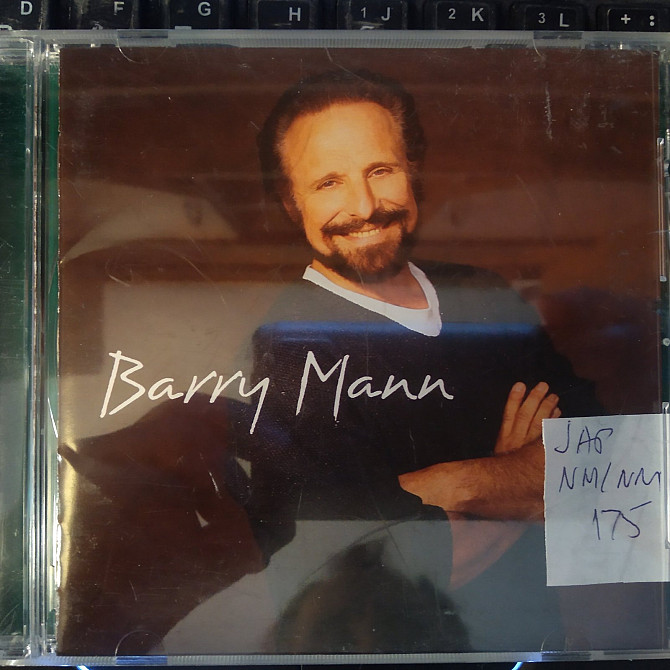 D F G H 1 J 2 K 3 L + :
Barry Mann
JAP
NM/NM
175